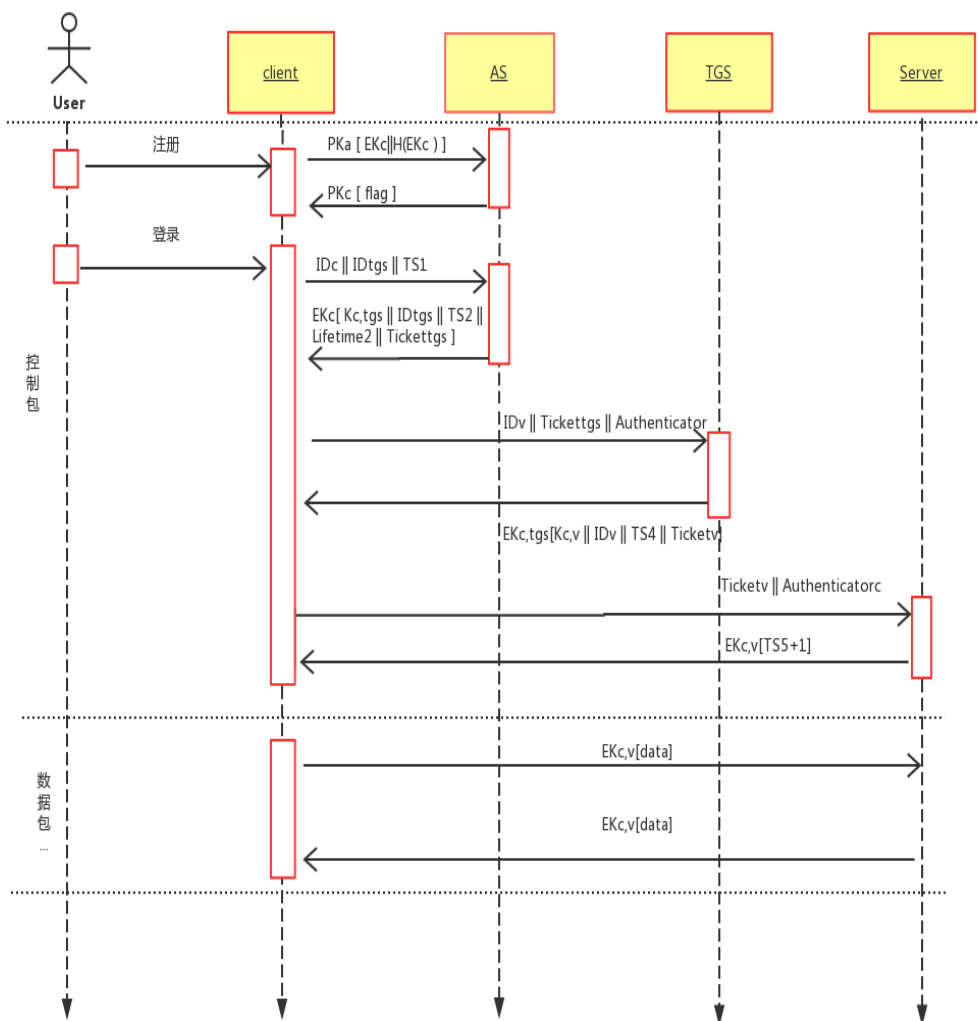 client
AS
TGS
Server
User
注册
PKa [ EKc||H(EKc ) ]
PKc [ flag ]
登录
IDc || IDtgs || TS1
EKc[ Kc,tgs || IDtgs || TS2 ||
Lifetime2 || Tickettgs ]
控
制
包
IDv || Tickettgs || Authenticator
EKc,tgs[Kc,v || IDv || TS4 || Ticketv]
Ticketv || Authenticatorc
EKc,v[TS5+1]
EKc,v[data]
数
据
包
...
EKc,v[data]